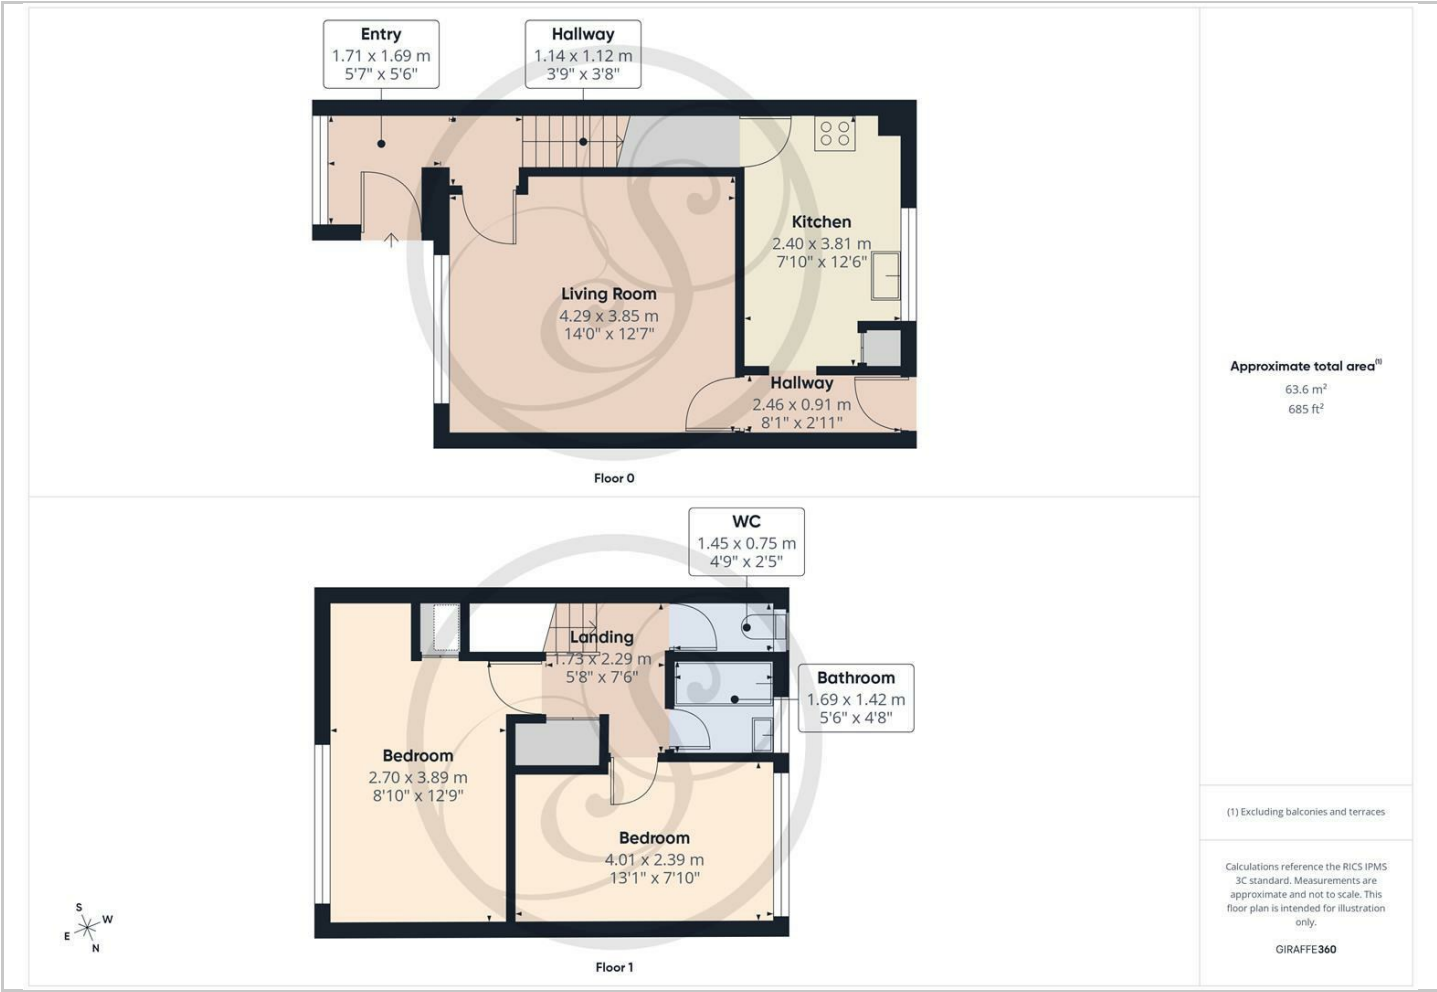 Entry
1.71 x 1.69 m
5'7" x 5'6"
Hallway
1.14 x 1.12 m
3'9" x 3'8"
Kitchen
2.40 x 3.81 m
7'10" x 12'6"
Living Room
4.29 x 3.85 m
14'0" x 12'7"
Hallway
2.46 x 0.91 m
8'1" x 2'11"
Floor 0
Approximate total area(1)
63.6 m²
685 ft²
WC
1.45 x 0.75 m
4'9" x 2'5"
Landing
1.73 x 2.29 m
5'8" x 7'6"
Bathroom
1.69 x 1.42 m
5'6" x 4'8"
Bedroom
2.70 x 3.89 m
8'10" x 12'9"
Bedroom
4.01 x 2.39 m
13'1" x 7'10"
S
W
E
N
Floor 1
(1) Excluding balconies and terraces
Calculations reference the RICS IPMS
3C standard. Measurements are
approximate and not to scale. This
floor plan is intended for illustration
only.
GIRAFFE360